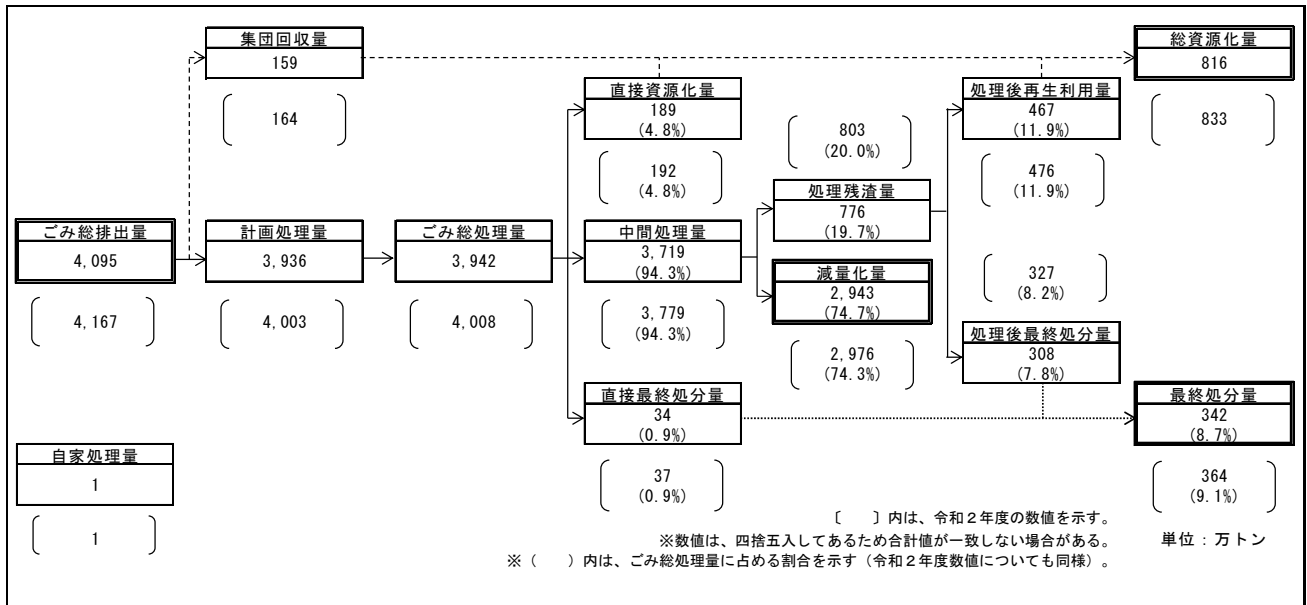 集団回収量
159
164
総資源化量
816
833
直接資源化量
189
(4.8%)
192
(4.8%)
803
(20.0%)
処理後再生利用量
467
(11.9%)
476
(11.9%)
ごみ総排出量
4,095
4,167
計画処理量
3,936
4,003
ごみ総処理量
3,942
4,008
中間処理量
3,719
(94.3%)
3,779
(94.3%)
処理残渣量
776
(19.7%)
減量化量
2,943
(74.7%)
2,976
(74.3%)
327
(8.2%)
処理後最終処分量
308
(7.8%)
直接最終処分量
34
(0.9%)
37
(0.9%)
最終処分量
342
(8.7%)
364
(9.1%)
自家処理量
1
1
〔　　〕内は、令和２年度の数値を示す。
※数値は、四捨五入してあるため合計値が一致しない場合がある。
単位：万トン
※（　　）内は、ごみ総処理量に占める割合を示す（令和２年度数値についても同様）。